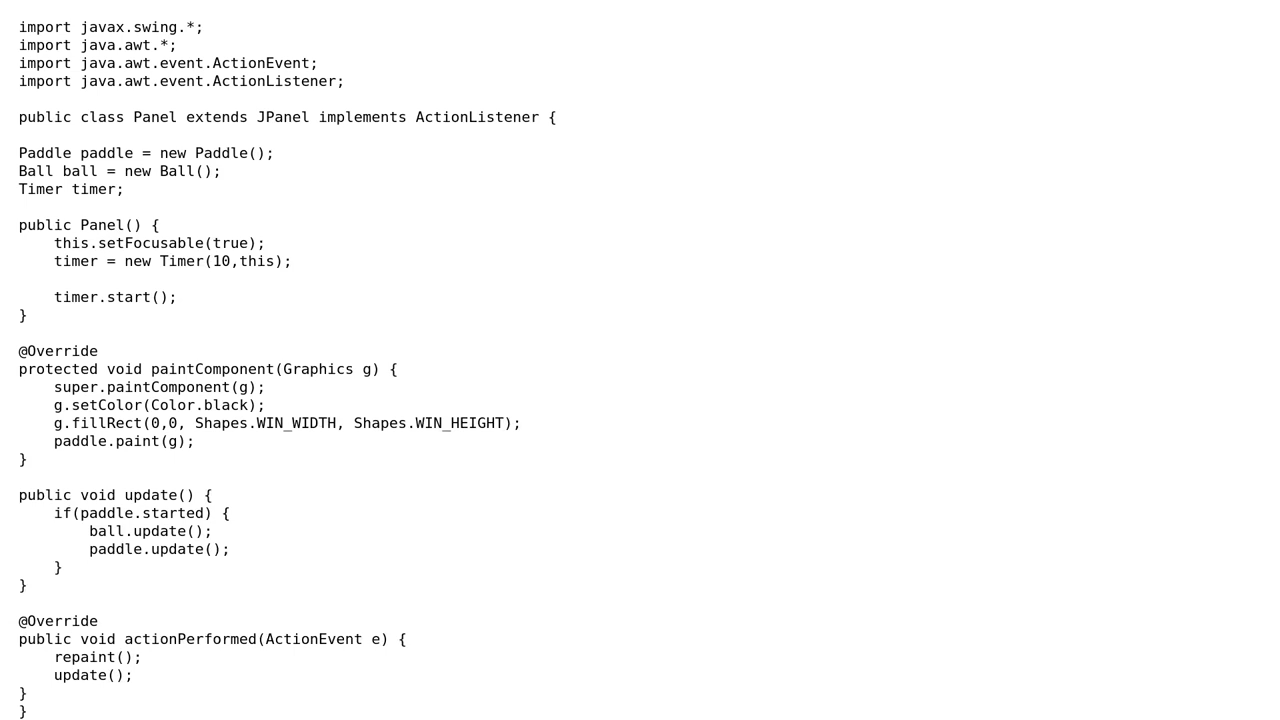 import javax.swing.*;
import java.awt.*;
import java.awt.event.ActionEvent;
import java.awt.event.ActionListener;

public class Panel extends JPanel implements ActionListener {

Paddle paddle = new Paddle();
Ball ball = new Ball();
Timer timer;

public Panel() {
    this.setFocusable(true);
    timer = new Timer(10,this);

    timer.start();
}

@Override
protected void paintComponent(Graphics g) {
    super.paintComponent(g);
    g.setColor(Color.black);
    g.fillRect(0,0, Shapes.WIN_WIDTH, Shapes.WIN_HEIGHT);
    paddle.paint(g);
}

public void update() {
    if(paddle.started) {
        ball.update();
        paddle.update();
    }
}

@Override
public void actionPerformed(ActionEvent e) {
    repaint();
    update();
}
}